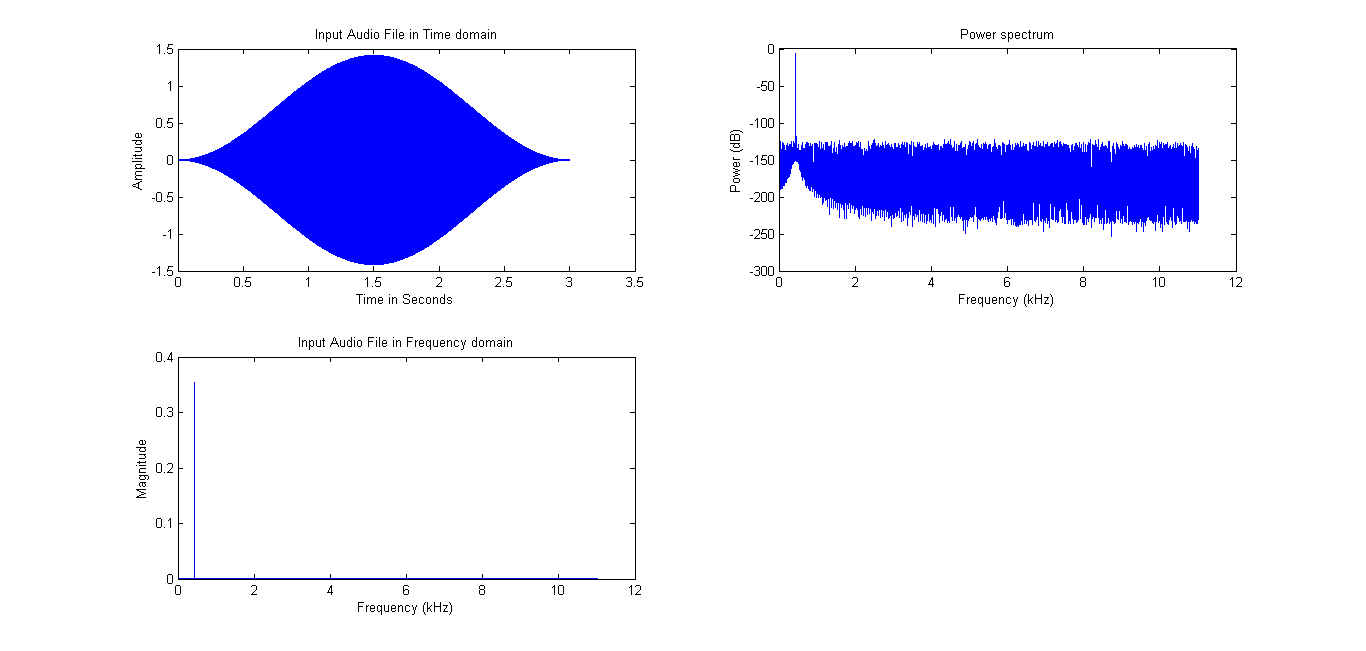 Input Audio File in Time domain
1.5
1
0.5
0
-0.5
-1
-1.5
Amplitude
0 0.5 1 1.5 2 2.5 3 3.5
Time in Seconds
Power spectrum
0
-50
-100
-150
-200
-250
-300
Power (dB)
0 2 4 6 8 10 12
Frequency (kHz)
Input Audio File in Frequency domain
0.4
0.3
0.2
0.1
0
Magnitude
0 2 4 6 8 10 12
Frequency (kHz)